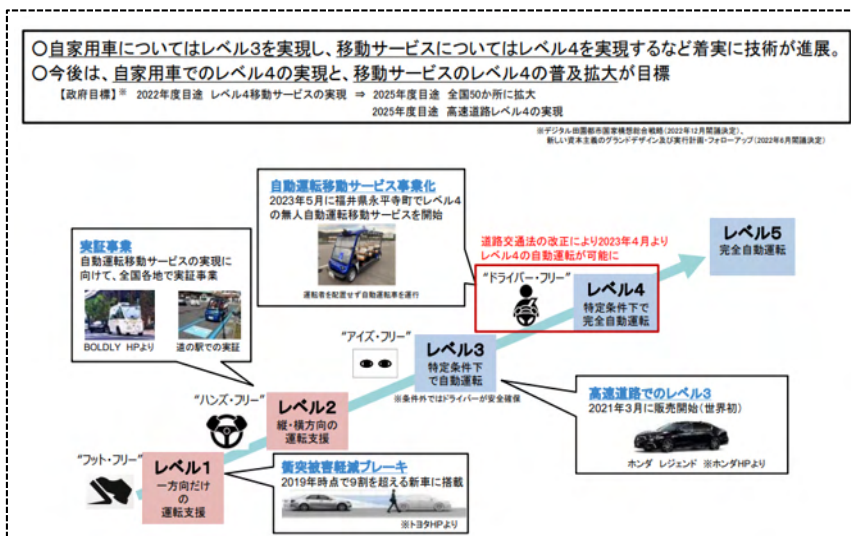 〇自家用車についてはレベル3を実現し、移動サービスについてはレベル4を実現するなど着実に技術が進展。
〇今後は、自家用車でのレベル4の実現と、移動サービスのレベル4の普及拡大が目標
【政府目標】※ 2022年度目途 レベル4移動サービスの実現 ⇒ 2025年度目途 全国50か所に拡大
2025年度目途 高速道路レベル4の実現
※デジタル田園都市国家構想総合戦略(2022年12月閣議決定)、
新しい資本主義のグランドデザイン及び実行計画・フォローアップ(2022年6月閣議決定)
自動運転移動サービス事業化
2023年5月に福井県永平寺町でレベル4
の無人自動運転移動サービスを開始
運転者を配置せず自動運転車を運行
実証事業
自動運転移動サービスの実現に
向けて、全国各地で実証事業
BOLDLY HPより
道の駅での実証
道路交通法の改正により2023年4月より
レベル4の自動運転が可能に
"ドライバー・フリー"
レベル4
特定条件下で
完全自動運転
レベル5
完全自動運転
"アイズ・フリー"
レベル3
特定条件下
で自動運転
※条件外ではドライバーが安全確保
"ハンズ・フリー"
レベル2
縦・横方向の
運転支援
高速道路でのレベル3
2021年3月に販売開始(世界初)
ホンダ レジェンド ※ホンダHPより
"フット・フリー"
レベル1
一方向だけ
の
運転支援
衝突被害軽減ブレーキ
2019年時点で9割を超える新車に搭載
※トヨタHPより